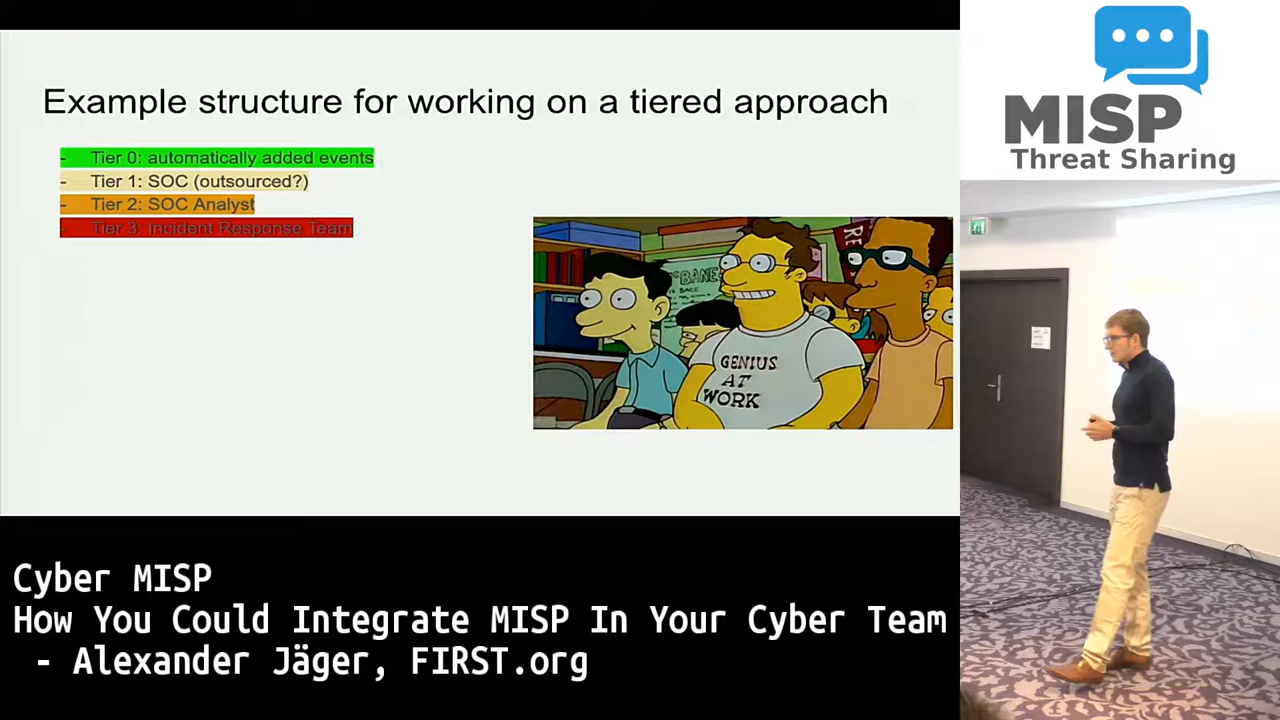 Example structure for working on a tiered approach
- Tier 0: automatically added events
- Tier 1: SOC (outsourced?)
- Tier 2: SOC Analyst
- Tier 3: Incident Response Team
GENIUS
AT
WORK
MISP
Threat Sharing
Cyber MISP
How You Could Integrate MISP In Your Cyber Team
- Alexander Jäger, FIRST.org